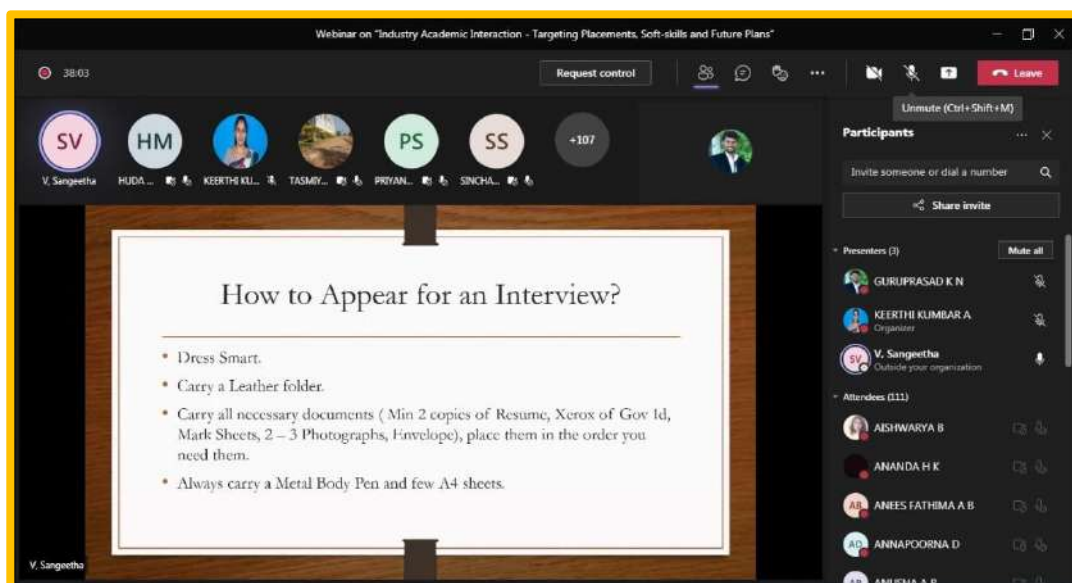 Webinar on "Industry Academic Interaction - Targeting Placements, Soft-skills and Future Plans"
38:03
Request control
Leave
Unmute (Ctrl+Shift+M)
SV
HM
PS
SS
+107
V, Sangeetha
HUDA ...
KEERTHI KU...
TASMIY...
PRIYAN...
SINCHA...
Participants
Invite someone or dial a number
Share invite
Presenters (3)
Mute all
GURUPRASAD K N
KEERTHI KUMBAR A
Organizer
SV
V, Sangeetha
Outside your organization
Attendees (111)
AISHWARYA B
ANANDA H K
AB
ANEES FATHIMA A B
AD
ANNAPOORNA D
How to Appear for an Interview?
• Dress Smart.
• Carry a Leather folder.
• Carry all necessary documents ( Min 2 copies of Resume, Xerox of Gov Id,
Mark Sheets, 2 – 3 Photographs, Envelope), place them in the order you
need them.
• Always carry a Metal Body Pen and few A4 sheets.
V, Sangeetha